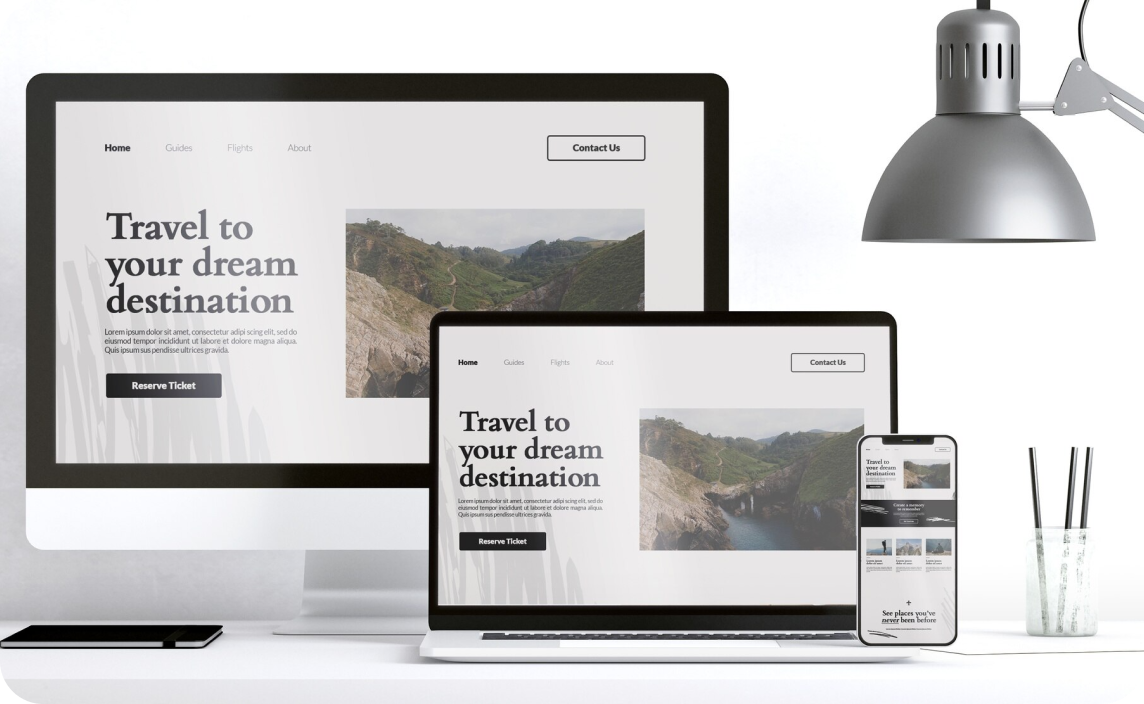 Home Guides Flights About Contact Us
Travel to
your dream
destination
Lorem ipsum dolor sit amet, consectetur adipi scing elit, sed do
eiusmod tempor incididunt ut labore et dolore magna aliqua.
Quis ipsum sus pendisse ultrices gravida.
Reserve Ticket
Home Guides Flights About Contact Us
Travel to
your dream
destination
Lorem ipsum dolor sit amet, consectetur adipi scing elit, sed do
eiusmod tempor incididunt ut labore et dolore magna aliqua.
Quis ipsum sus pendisse ultrices gravida.
Reserve Ticket
Travel to
your dream
destination
Create a moment
to remember
See places you've
never been before